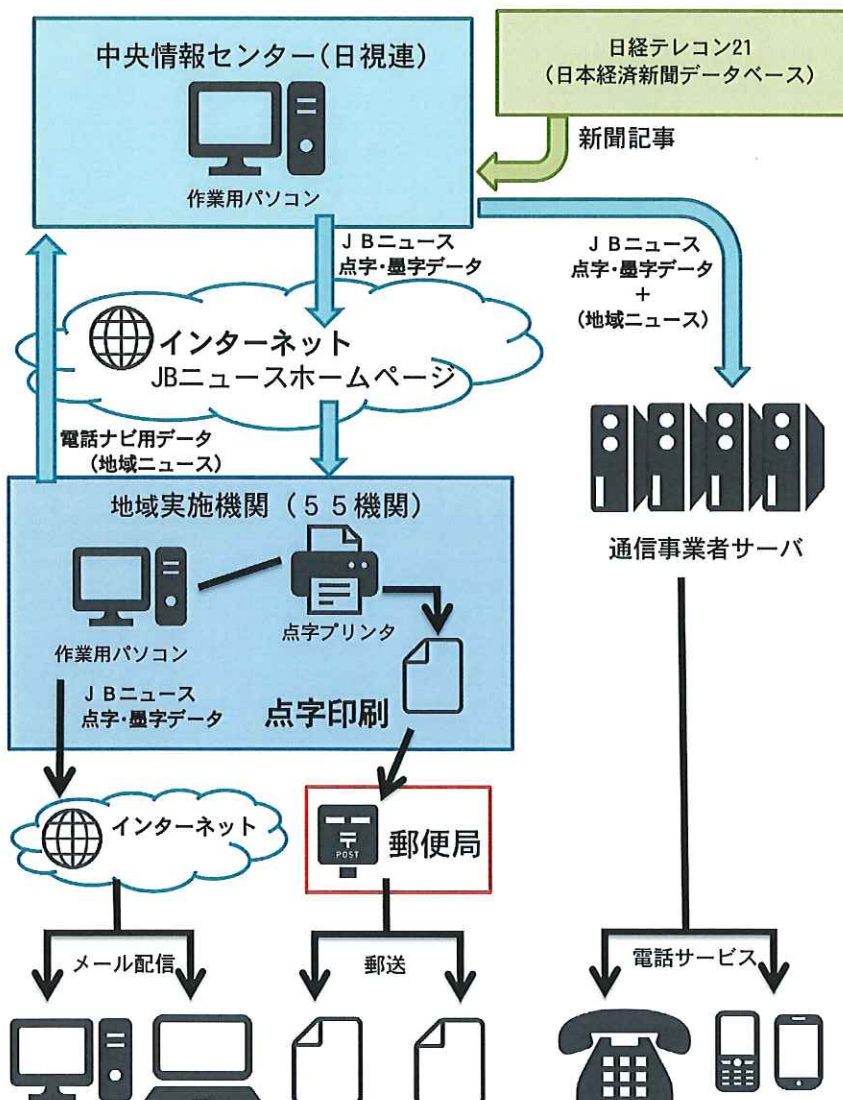 中央情報センター(日視連)
作業用パソコン
日経テレコン21
(日本経済新聞データベース)
新聞記事
ＪＢニュース
点字・墨字データ
ＪＢニュース
点字・墨字データ
+
(地域ニュース)
インターネット
JBニュースホームページ
電話ナビ用データ
(地域ニュース)
地域実施機関(５５機関)
作業用パソコン
点字プリンタ
ＪＢニュース
点字・墨字データ
点字印刷
通信事業者サーバ
インターネット
〒
POST
郵便局
メール配信
郵送
電話サービス